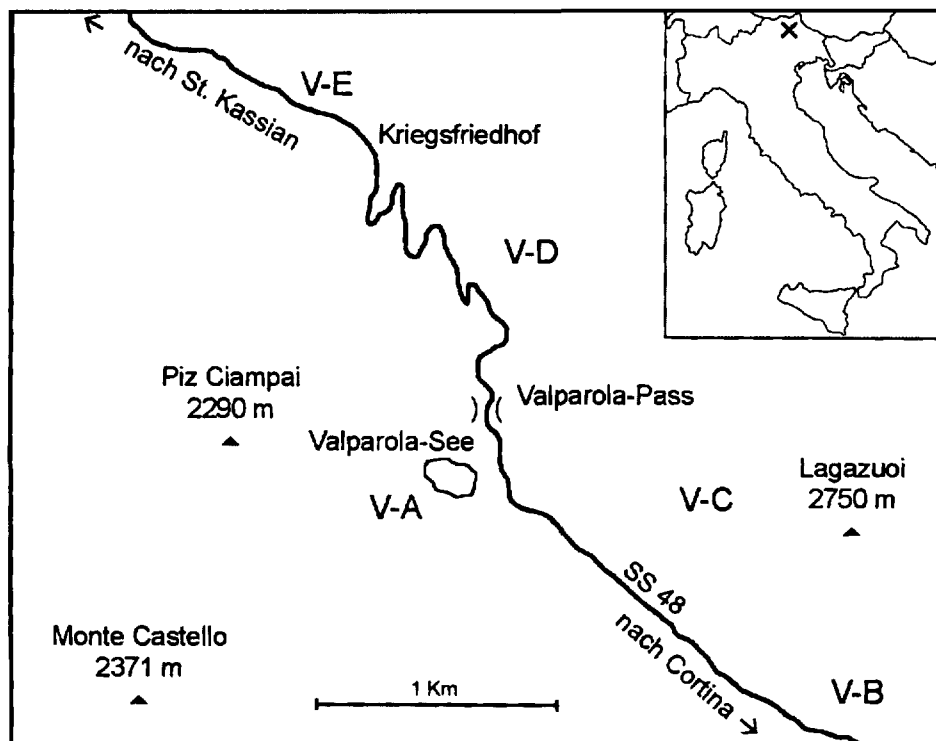 nach St. Kassian
V-E
Kriegsfriedhof
V-D
Piz Ciampai
2290 m
Valparola-Pass
Valparola-See
V-A
V-C
Lagazuoi
2750 m
SS 48
nach Cortina
Monte Castello
2371 m
1 Km
V-B